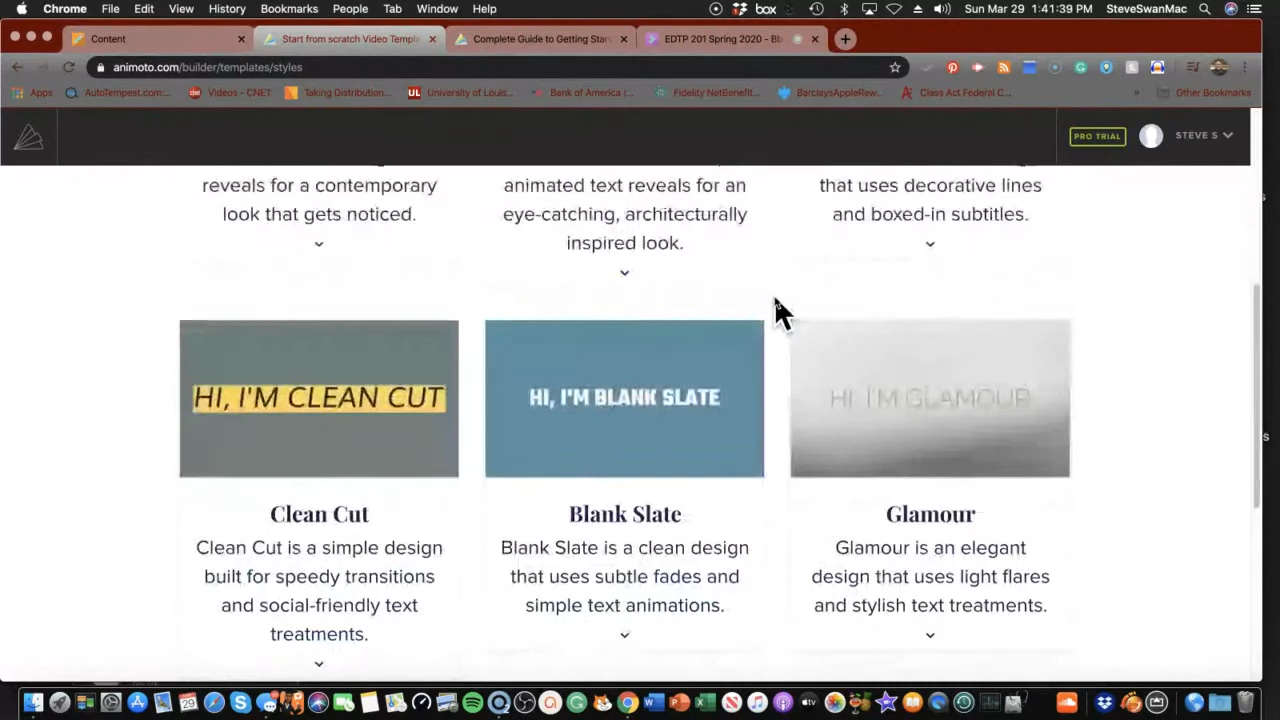 Chrome File Edit View History Bookmarks People Tab Window Help box Sun Mar 29 1:41:39 PM SteveSwanMac
Content Start from scratch Video Templa Complete Guide to Getting Star EDTP 201 Spring 2020 - Bl
animoto.com/builder/templates/styles
Apps AutoTempest.com:... Videos - CNET Taking Distribution... University of Louis... Bank of America |... Fidelity NetBenefit... BarclaysAppleRew... Class Act Federal C... Other Bookmarks
PRO TRIAL STEVE S
reveals for a contemporary
look that gets noticed.
animated text reveals for an
eye-catching, architecturally
inspired look.
that uses decorative lines
and boxed-in subtitles.
HI, I'M CLEAN CUT
Clean Cut
Clean Cut is a simple design
built for speedy transitions
and social-friendly text
treatments.
HI, I'M BLANK SLATE
Blank Slate
Blank Slate is a clean design
that uses subtle fades and
simple text animations.
HI, I'M GLAMOUR
Glamour
Glamour is an elegant
design that uses light flares
and stylish text treatments.